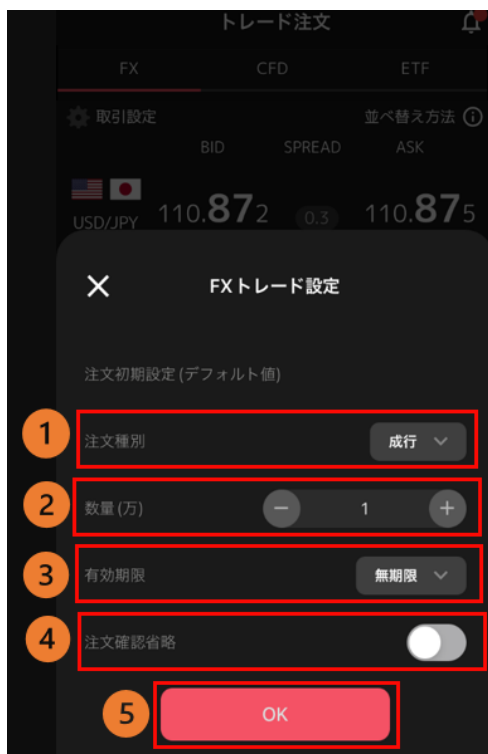 トレード注文
FX CFD ETF
取引設定 並べ替え方法
BID SPREAD ASK
USD/JPY 110.872 0.3 110.875
FXトレード設定
注文初期設定(デフォルト値)
1 注文種別 成行
2 数量(万) − 1 +
3 有効期限 無期限
4 注文確認省略
5 OK